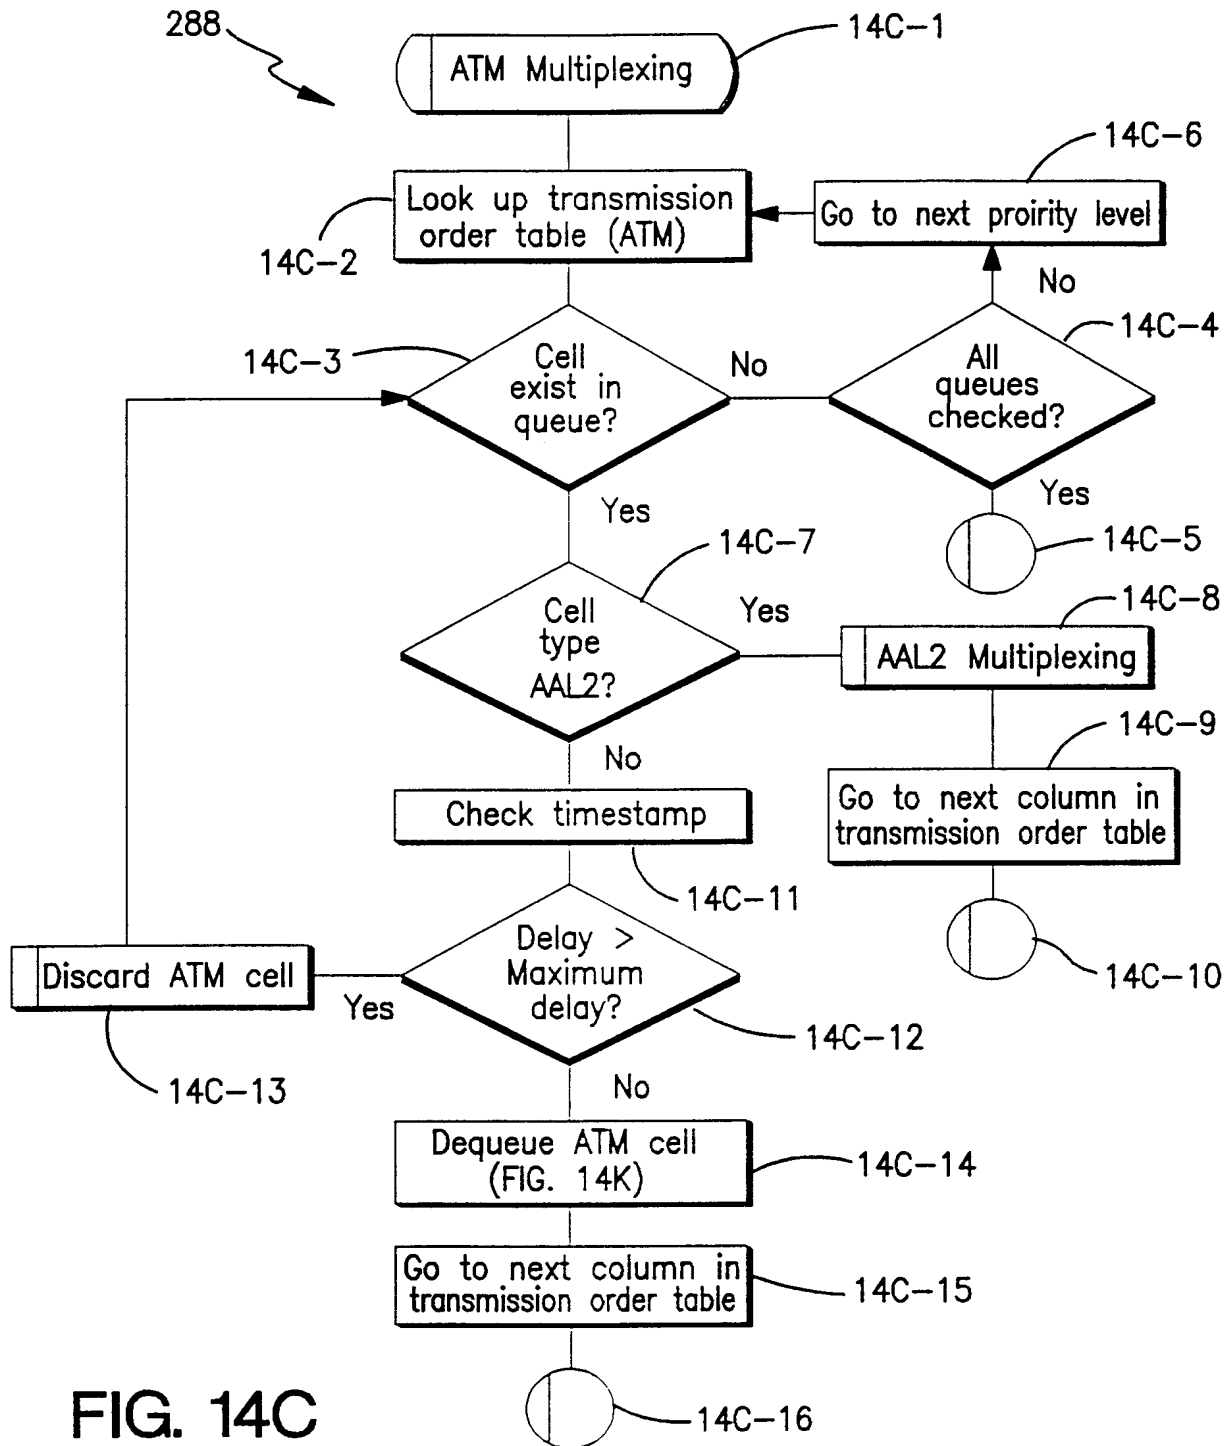 288
14C-1
ATM Multiplexing
14C-6
Look up transmission
order table (ATM)
Go to next proirity level
14C-2
No
14C-4
14C-3
Cell
exist in
queue?
No
All
queues
checked?
Yes
Yes
14C-5
14C-7
14C-8
Cell
type
AAL2?
Yes
AAL2 Multiplexing
14C-9
No
Go to next column in
transmission order table
Check timestamp
14C-11
Delay >
Maximum
delay?
14C-10
Discard ATM cell
Yes
14C-12
14C-13
No
Dequeue ATM cell
(FIG. 14K)
14C-14
Go to next column in
transmission order table
14C-15
FIG. 14C
14C-16